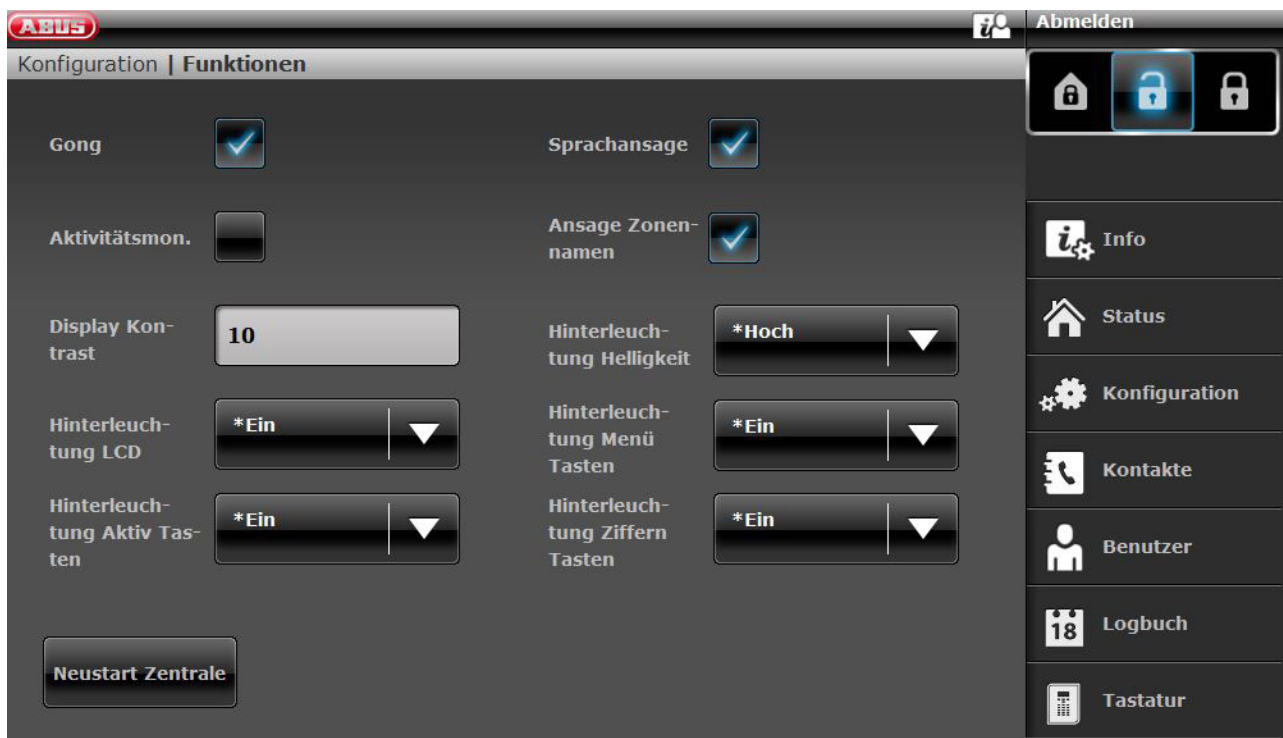 ABUS
Abmelden
Konfiguration | Funktionen
Gong
Sprachansage
Aktivitätsmon.
Ansage Zonen-
namen
Display Kon-
trast
10
Hinterleuch-
tung Helligkeit
*Hoch
Hinterleuch-
tung LCD
*Ein
Hinterleuch-
tung Menü
Tasten
*Ein
Hinterleuch-
tung Aktiv Tas-
ten
*Ein
Hinterleuch-
tung Ziffern
Tasten
*Ein
Neustart Zentrale
Info
Status
Konfiguration
Kontakte
Benutzer
18
Logbuch
Tastatur